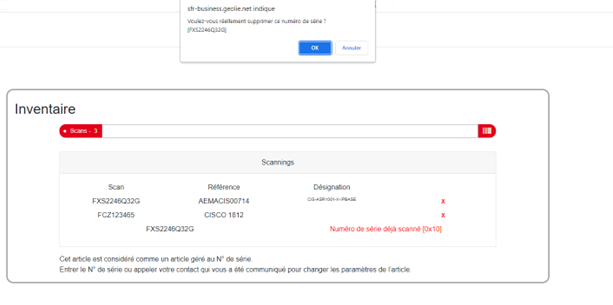 sfr-business.geolie.net indique
Voulez-vous réellement supprimer ce numéro de série ?
[FXS2246Q32G]
OK Annuler
Inventaire
Scans - 3
Scannings
Scan Référence Désignation
FXS2246Q32G AEMACIS00714 CIS-ASR1001-X-IPBASE x
FCZ123465 CISCO 1812 x
FXS2246Q32G Numéro de série déjà scanné [0x10]
Cet article est considéré comme un article géré au N° de série.
Entrer le N° de série ou appeler votre contact qui vous a été communiqué pour changer les paramètres de l'article.